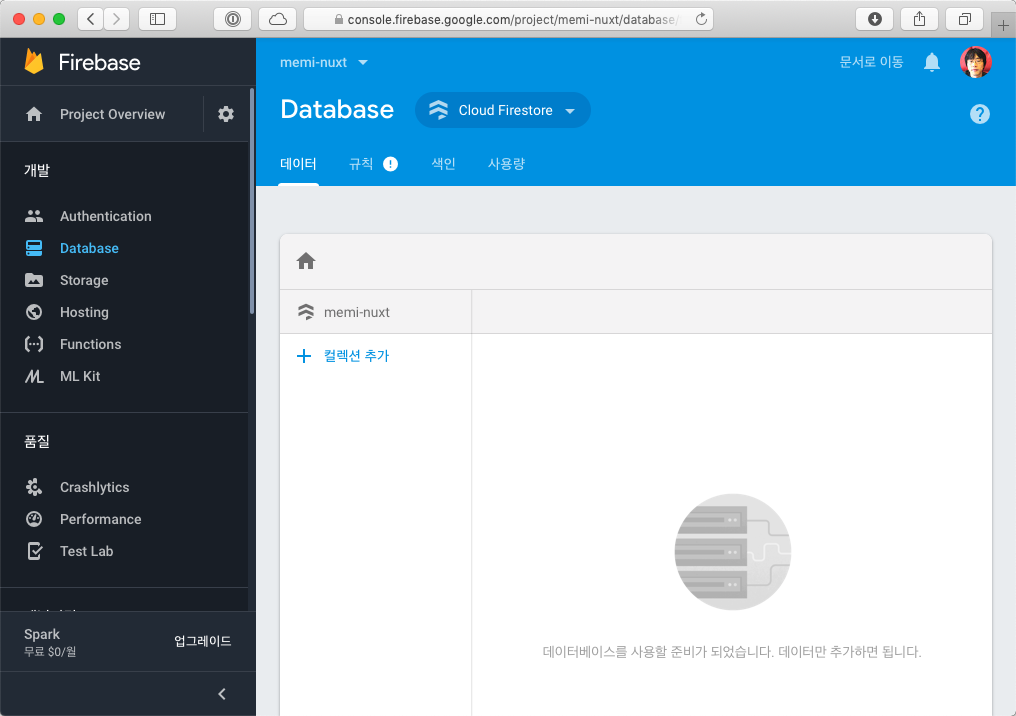 console.firebase.google.com/project/memi-nuxt/database/
Firebase
memi-nuxt
문서로 이동
Project Overview
Database
Cloud Firestore
데이터
규칙
색인
사용량
개발
Authentication
Database
Storage
Hosting
Functions
ML Kit
품질
Crashlytics
Performance
Test Lab
Spark
무료 $0/월
업그레이드
memi-nuxt
컬렉션 추가
데이터베이스를 사용할 준비가 되었습니다. 데이터만 추가하면 됩니다.